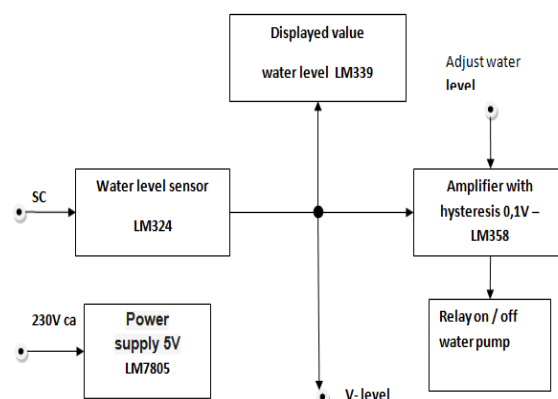 Displayed value
water level LM339
Adjust water
level
SC
Water level sensor
LM324
Amplifier with
hysteresis 0,1V –
LM358
230V ca
Power
supply 5V
LM7805
Relay on / off
water pump
V- level